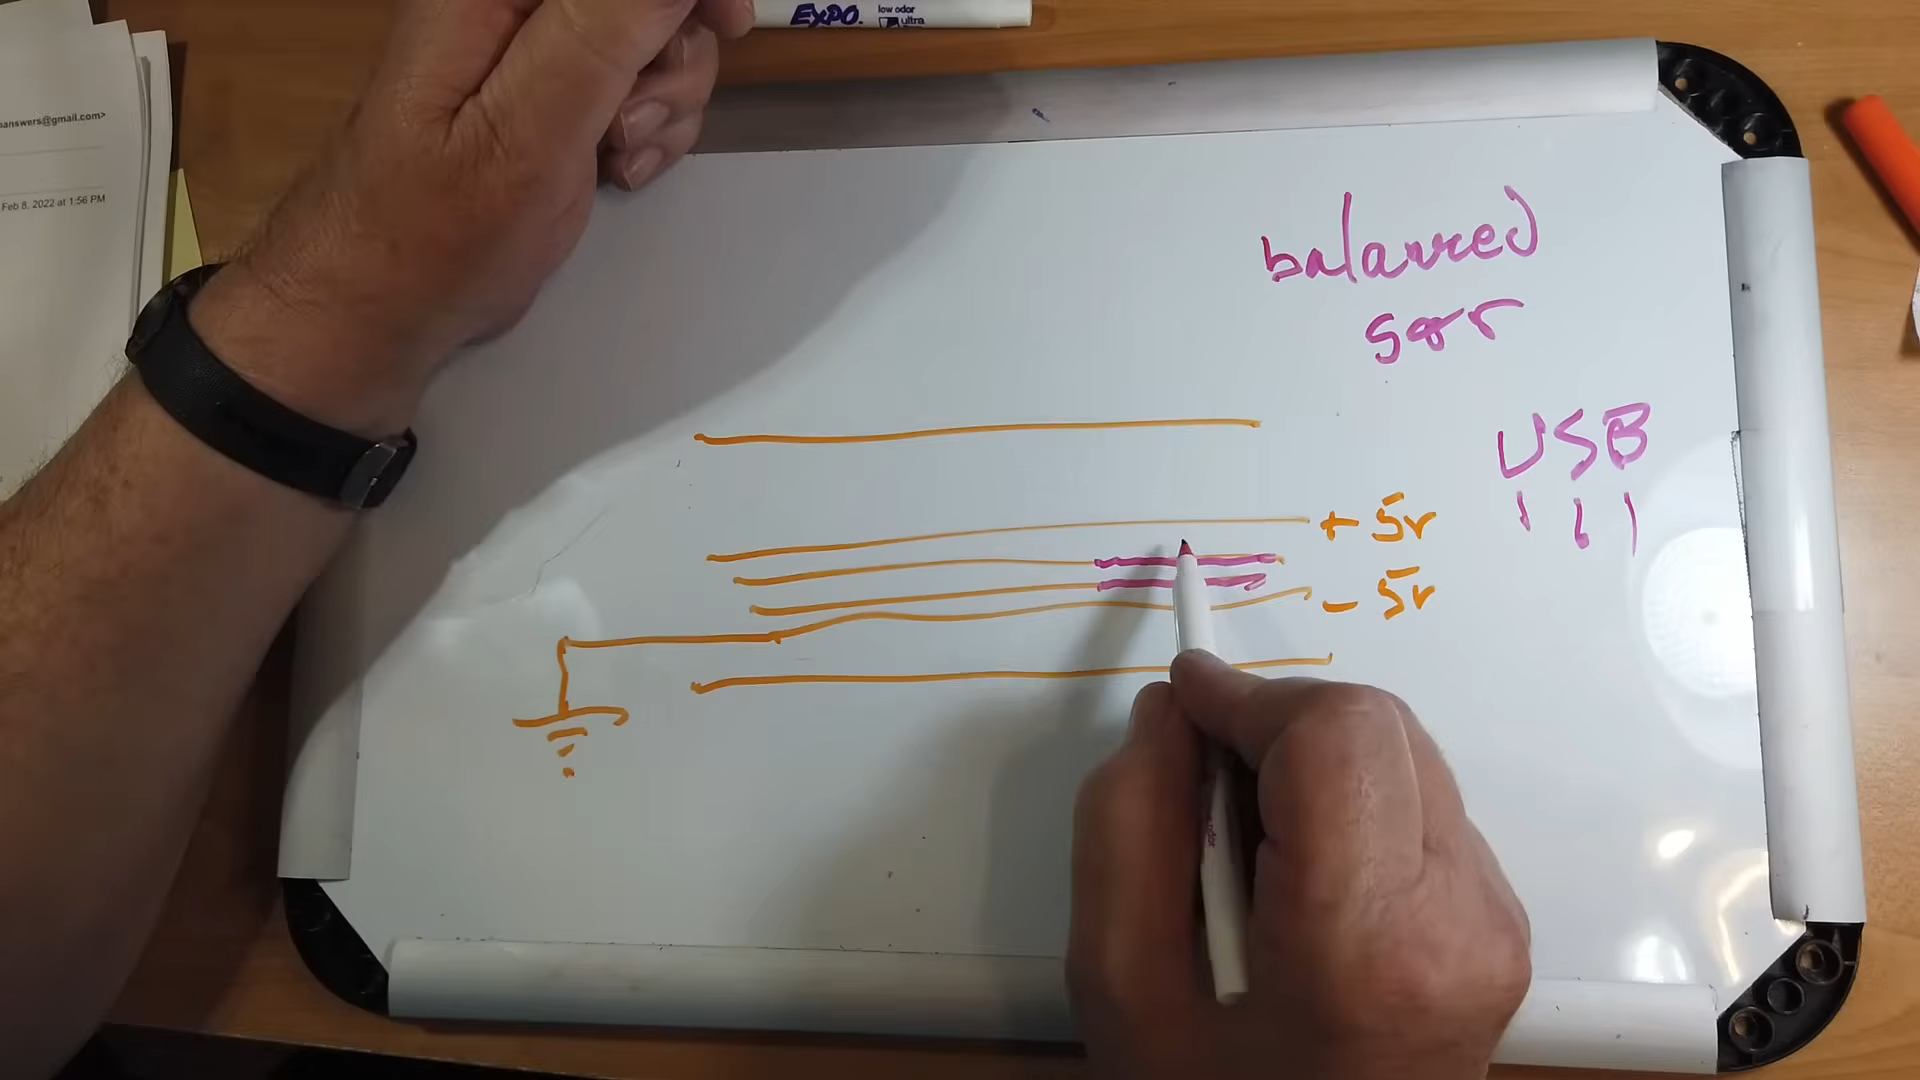 EXPO.
low odor
ultra
answers@gmail.com>
Feb 8, 2022 at 1:56 PM
balanced
USB
+ 5v
- 5v